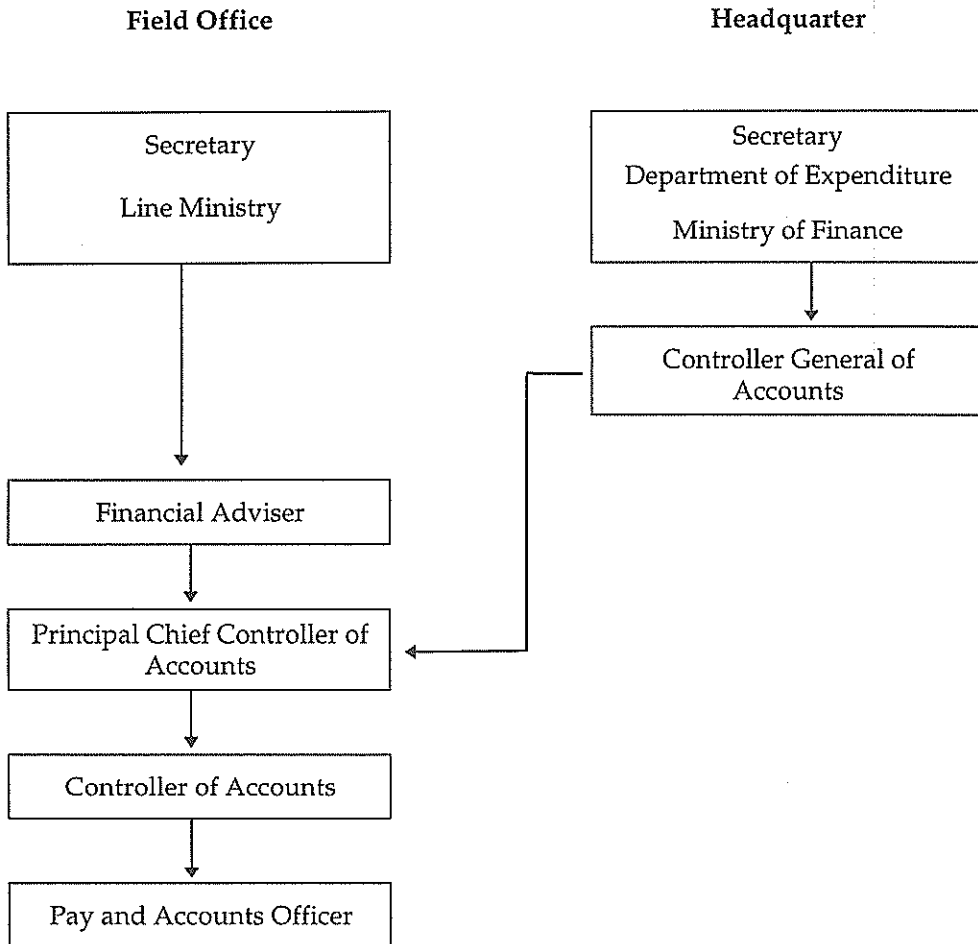 Field Office
Headquarter
Secretary
Line Ministry
Secretary
Department of Expenditure
Ministry of Finance
Controller General of
Accounts
Financial Adviser
Principal Chief Controller of
Accounts
Controller of Accounts
Pay and Accounts Officer